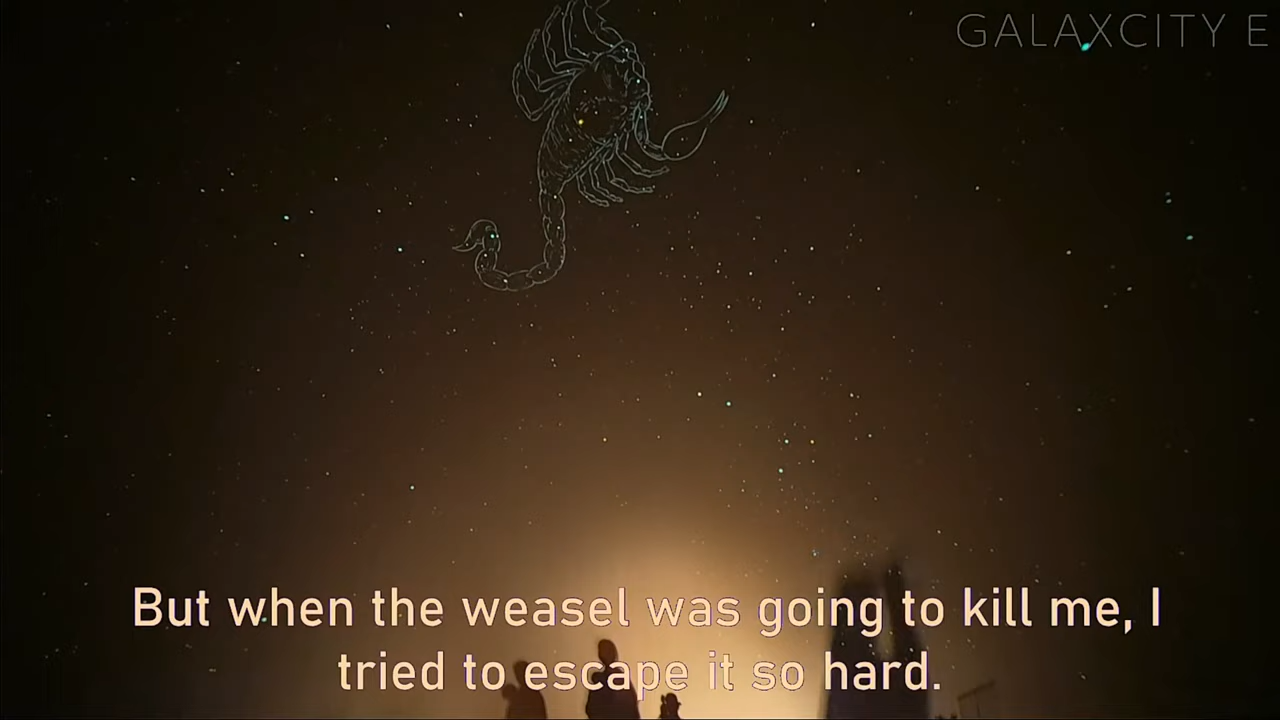 GALAXCITY E
But when the weasel was going to kill me, I
tried to escape it so hard.